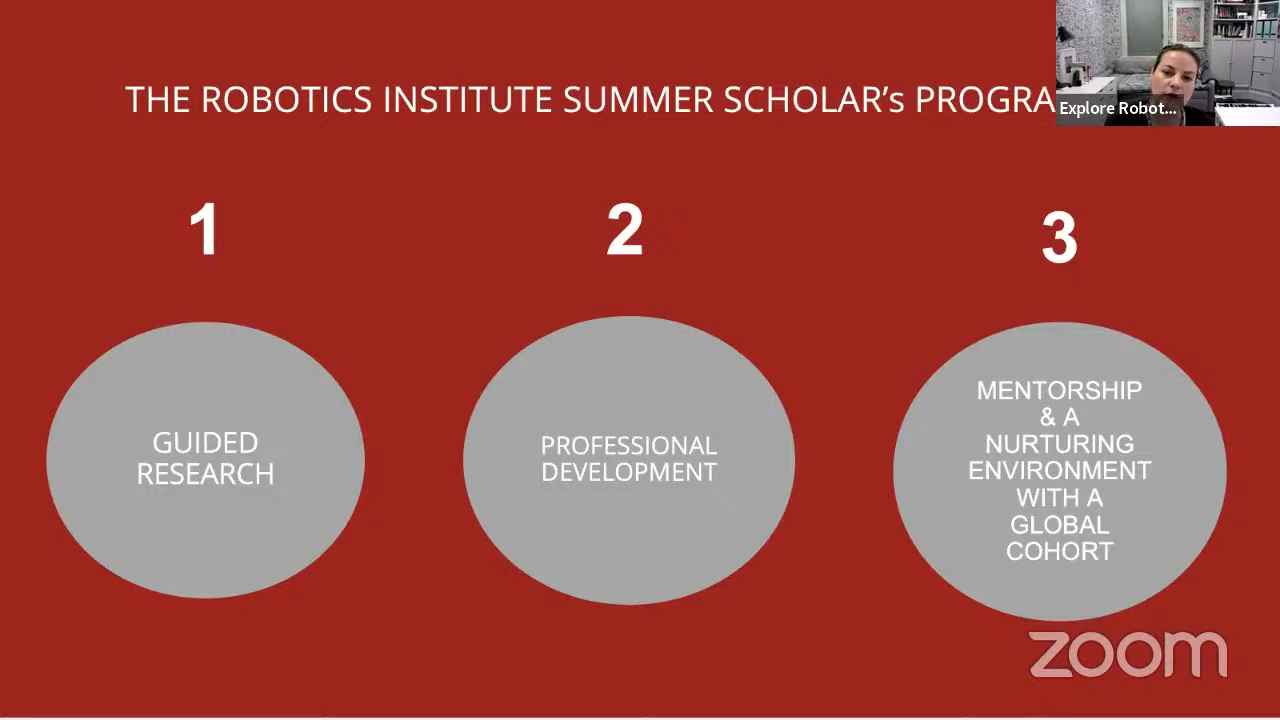 THE ROBOTICS INSTITUTE SUMMER SCHOLAR’s PROGRA
Explore Robot...
1
2
3
GUIDED
RESEARCH
PROFESSIONAL
DEVELOPMENT
MENTORSHIP
& A
NURTURING
ENVIRONMENT
WITH A
GLOBAL
COHORT
zoom